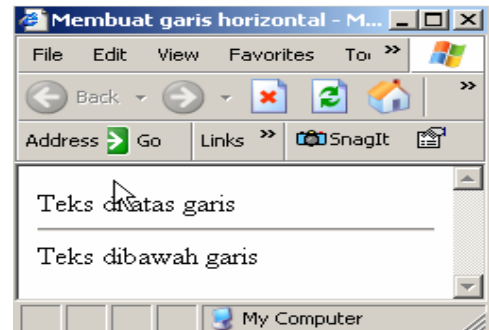 Membuat garis horizontal - M...
File Edit View Favorites To »
Back »
Address Go Links » SnagIt
Teks diatas garis
Teks dibawah garis
My Computer